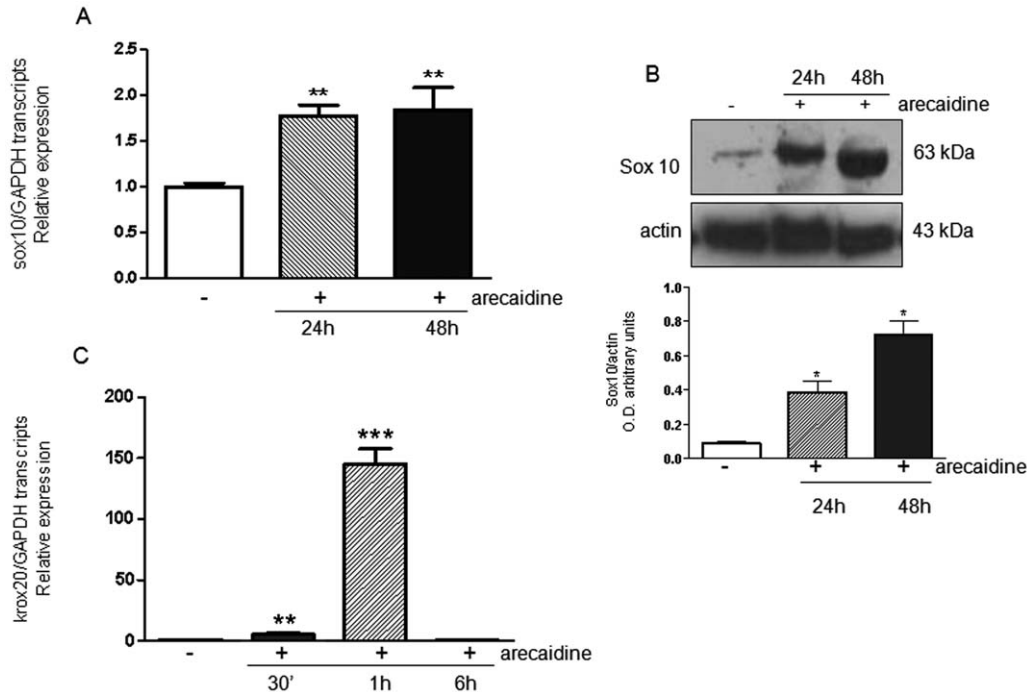 A
sox10/GAPDH transcripts
Relative expression
2.5
2.0
1.5
1.0
0.5
0.0
**
**
- + + arecaidine
24h 48h
B
24h 48h
- + + arecaidine
Sox 10
63 kDa
actin
43 kDa
Sox10/actin
O.D. arbitrary units
1.0
0.8
0.6
0.4
0.2
0.0
*
*
- + + arecaidine
24h 48h
C
krox20/GAPDH transcripts
Relative expression
200
150
100
50
0
**
***
- + + + arecaidine
30' 1h 6h